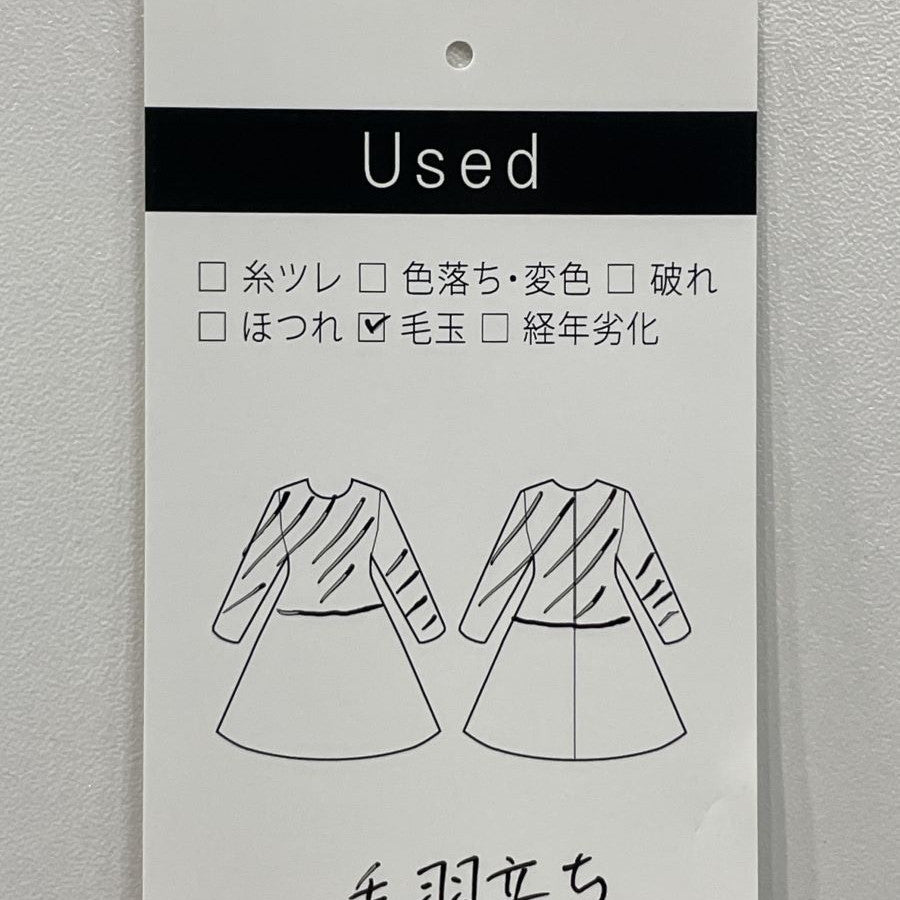 Used
□ 糸ツレ □ 色落ち・変色 □ 破れ
□ ほつれ ☑ 毛玉 □ 経年劣化
毛羽立ち